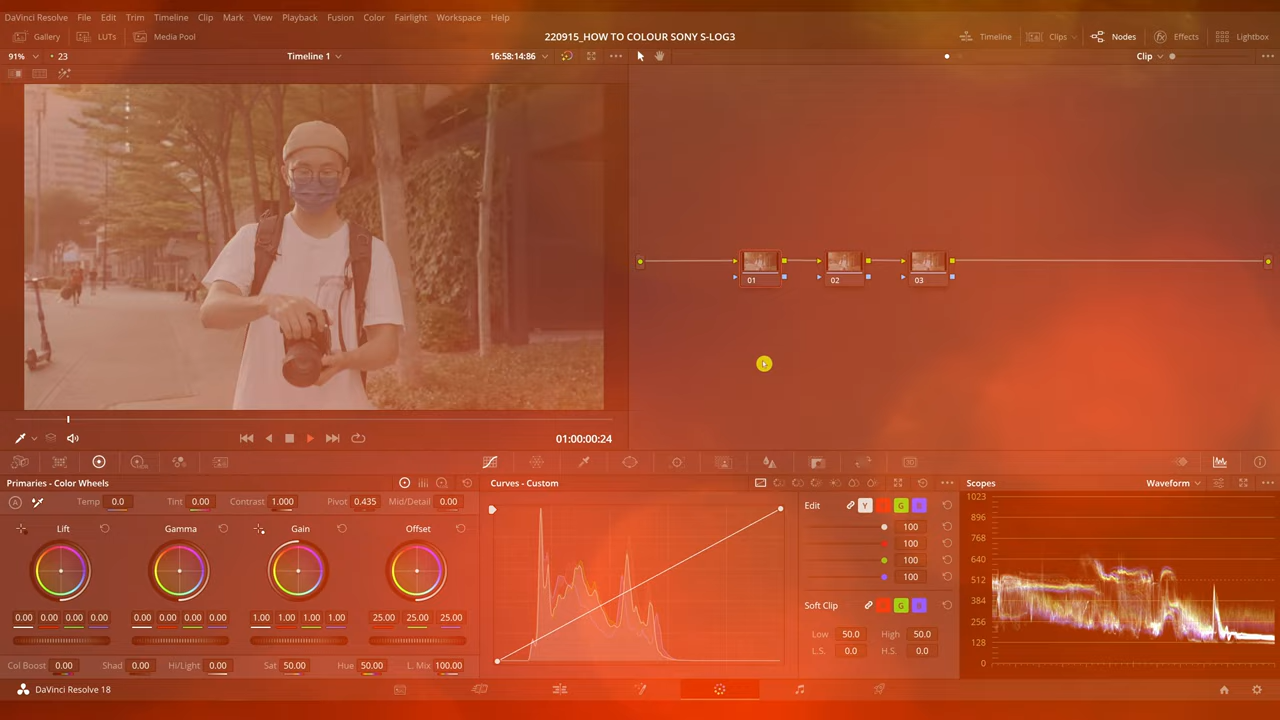 DaVinci Resolve File Edit Trim Timeline Clip Mark View Playback Fusion Color Fairlight Workspace Help
Gallery LUTs Media Pool 220915_HOW TO COLOUR SONY S-LOG3 Timeline Clips Nodes Effects Lightbox
91% 23 Timeline 1 16:58:14:86 Clip
01 02 03
01:00:00:24
Primaries - Color Wheels Curves - Custom Scopes Waveform
Temp 0.0 Tint 0.00 Contrast 1.000 Pivot 0.435 Mid/Detail 0.00
Lift Gamma Gain Offset
0.00 0.00 0.00 0.00 0.00 0.00 0.00 0.00 1.00 1.00 1.00 1.00 25.00 25.00 25.00
Col Boost 0.00 Shad 0.00 Hi/Light 0.00 Sat 50.00 Hue 50.00 L. Mix 100.00
Edit Y R G B
100
100
100
100
Soft Clip R G B
Low 50.0 High 50.0
L.S. 0.0 H.S. 0.0
1023
896
768
640
512
384
256
128
0
DaVinci Resolve 18